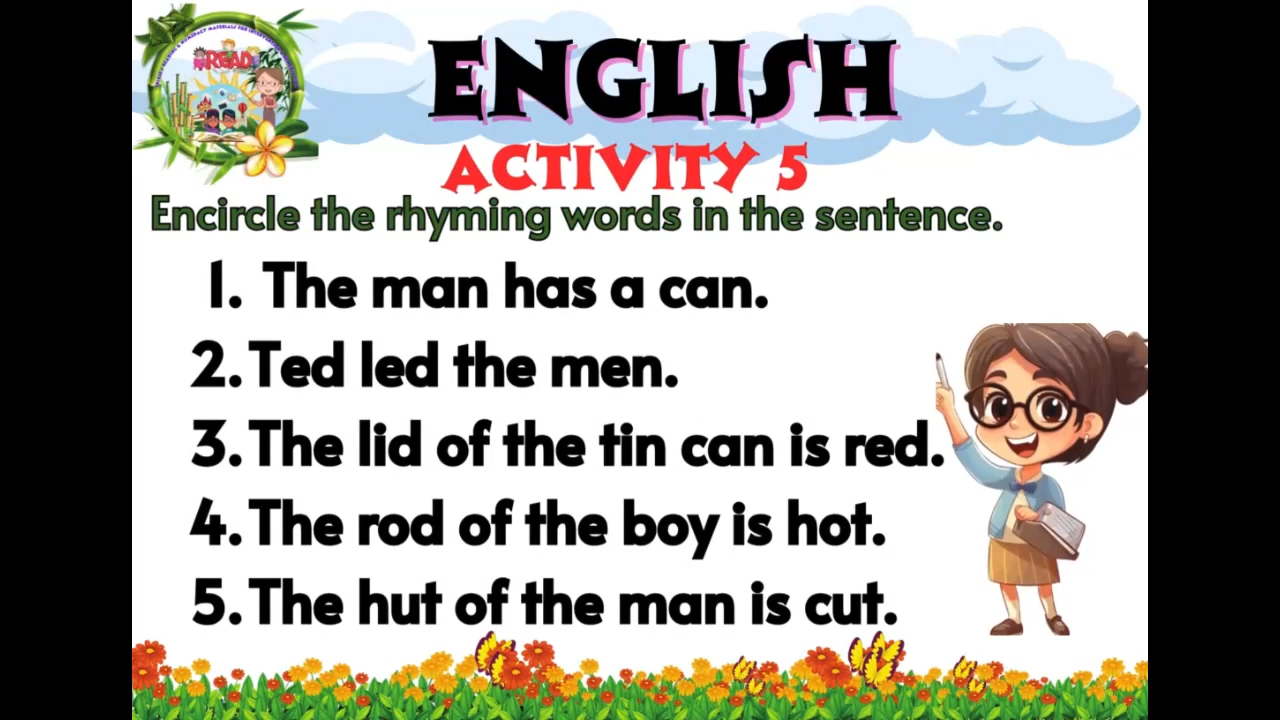 READ
ENGLISH
ACTIVITY 5
Encircle the rhyming words in the sentence.
1. The man has a can.
2. Ted led the men.
3. The lid of the tin can is red.
4. The rod of the boy is hot.
5. The hut of the man is cut.